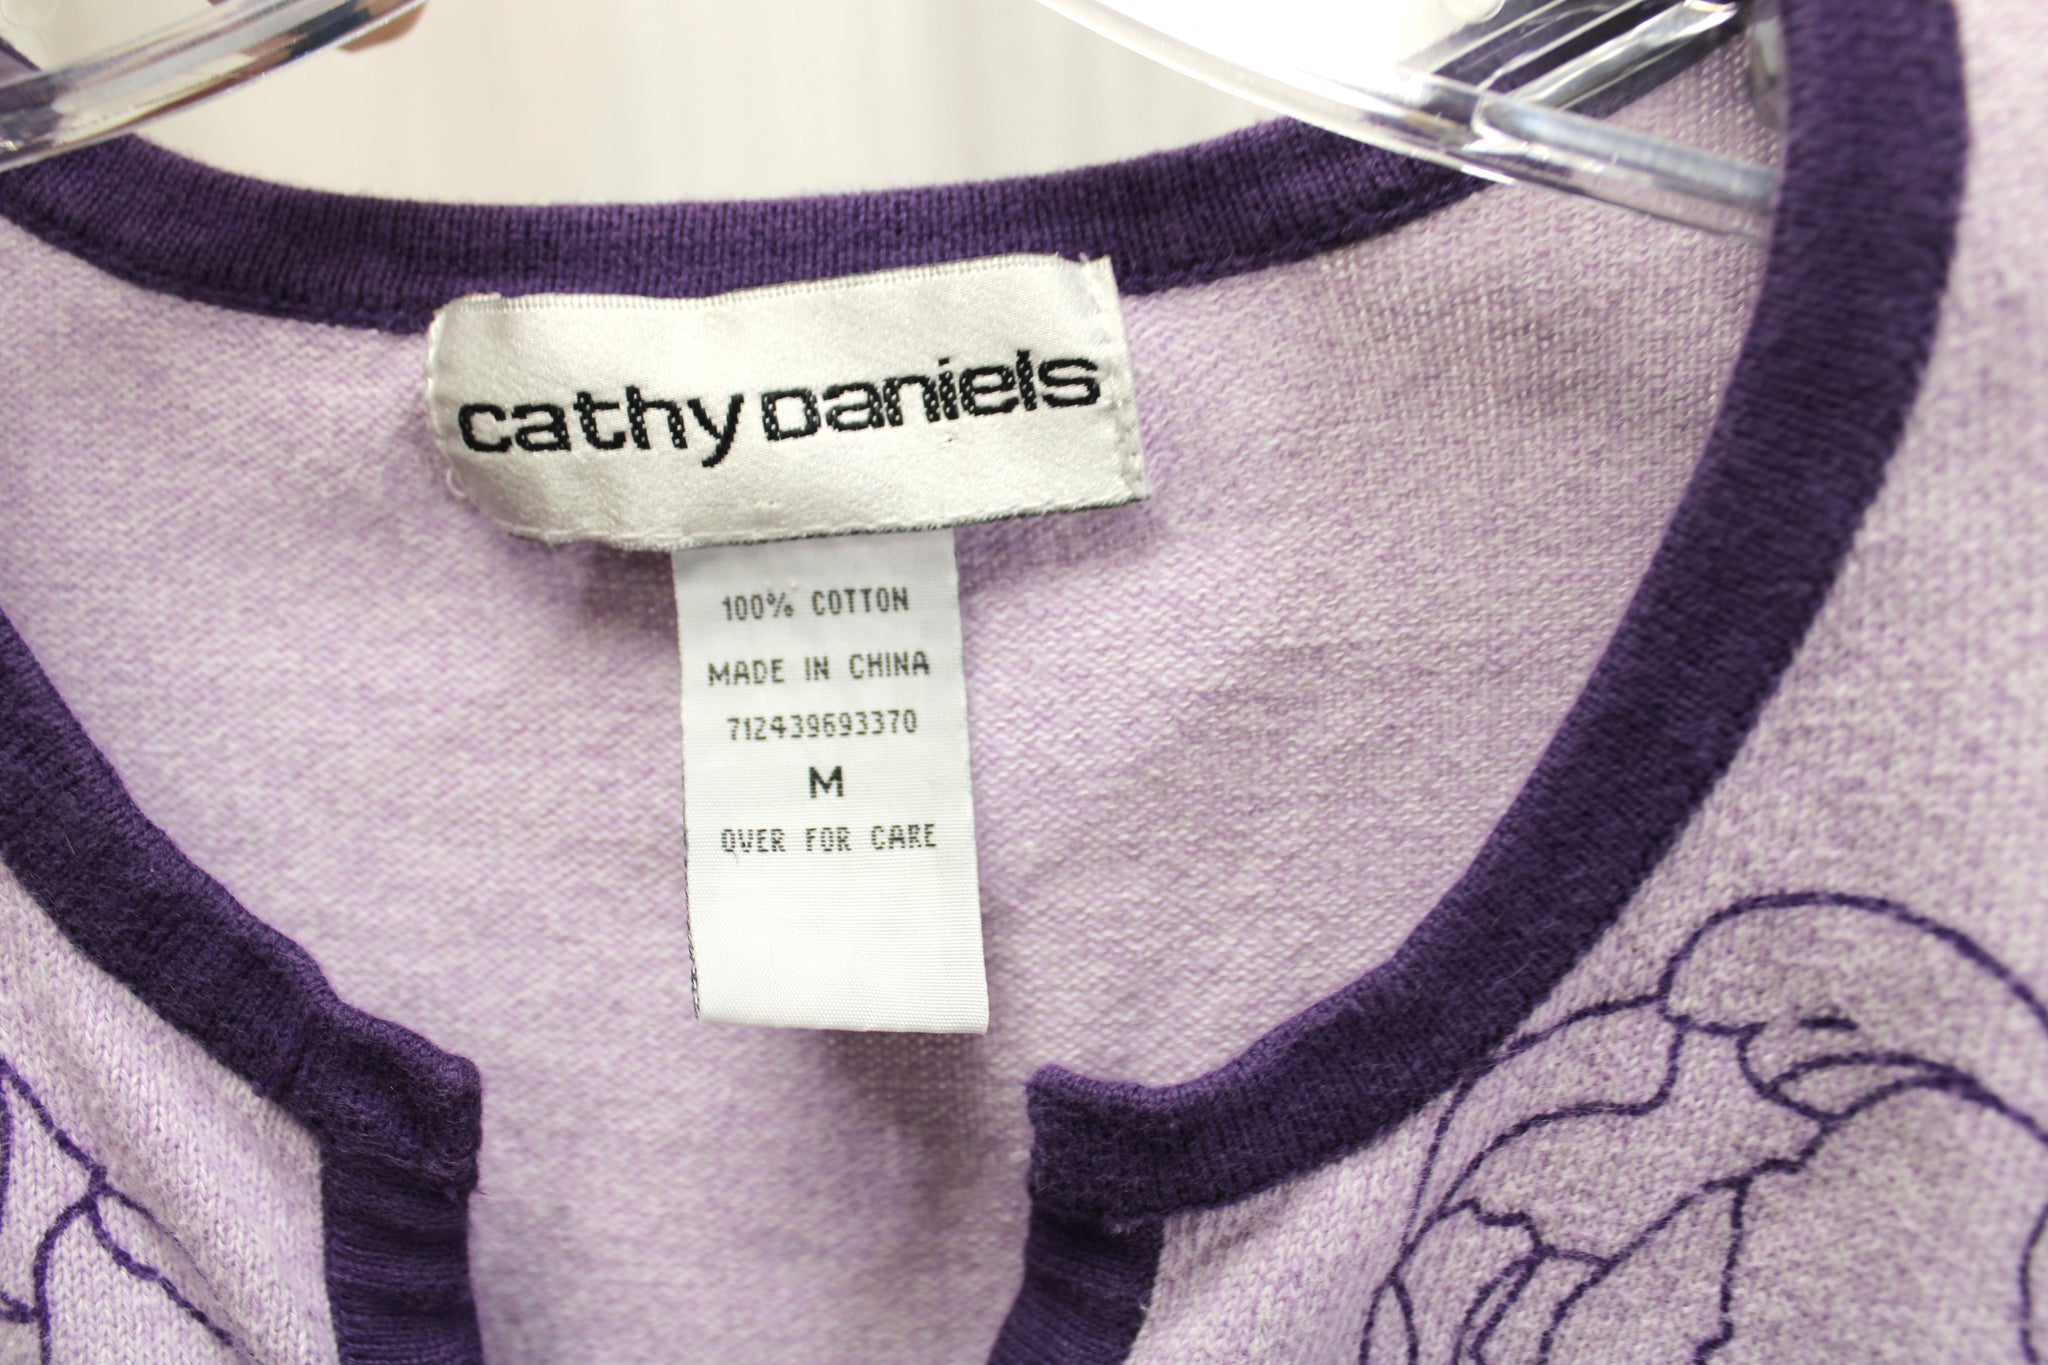 cathy Daniels
100% COTTON
MADE IN CHINA
712439693370
M
OVER FOR CARE